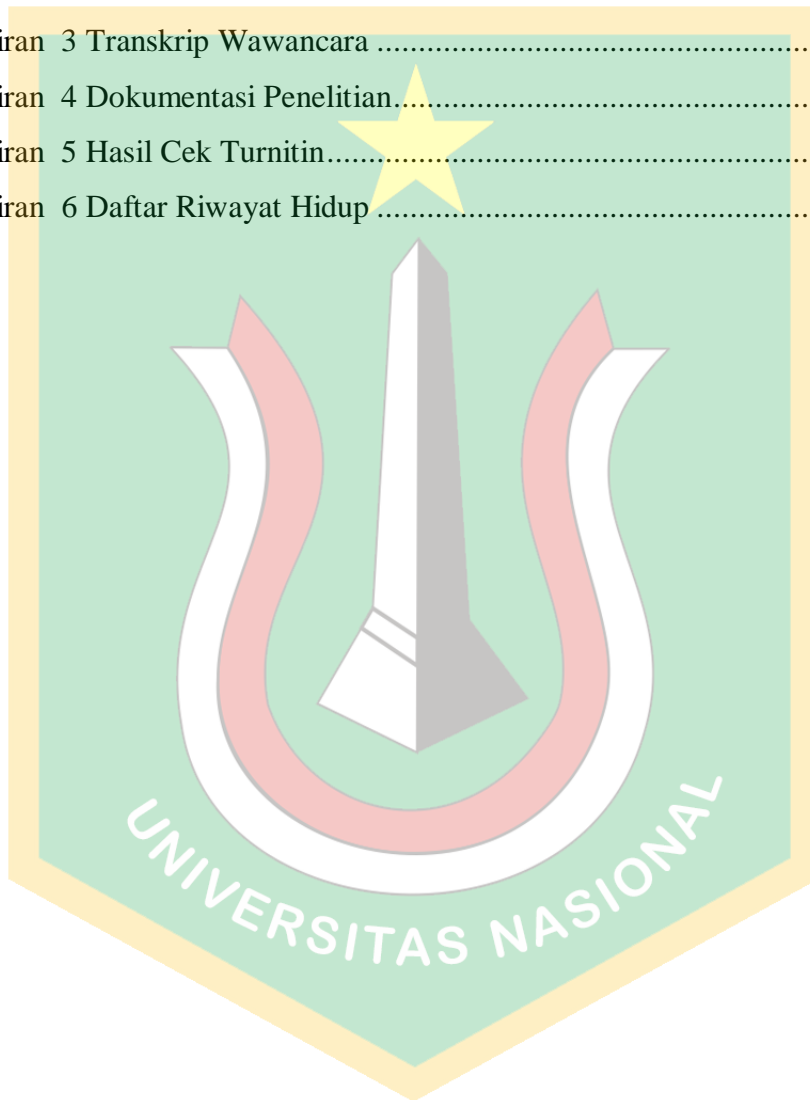 iran 3 Transkrip Wawancara ........................................................
iran 4 Dokumentasi Penelitian......................................................
iran 5 Hasil Cek Turnitin..............................................................
iran 6 Daftar Riwayat Hidup ........................................................
UNIVERSITAS NASIONAL